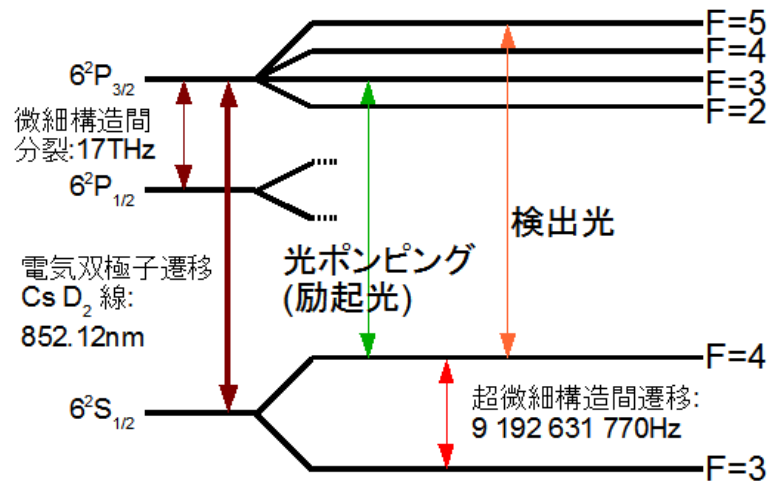 F=5
F=4
6²P₃/₂
F=3
F=2
微細構造間
分裂:17THz
6²P₁/₂
検出光
光ポンピング
(励起光)
電気双極子遷移
Cs D₂ 線:
852.12nm
F=4
6²S₁/₂
超微細構造間遷移:
9 192 631 770Hz
F=3